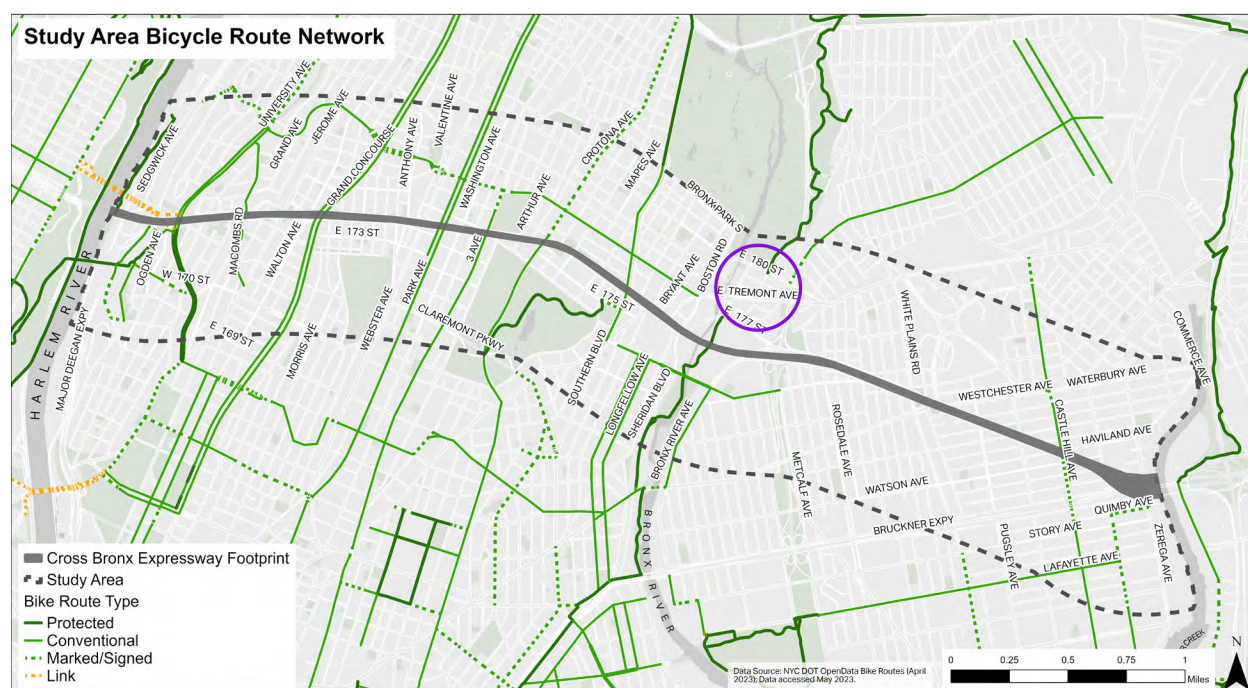 Study Area Bicycle Route Network
UNIVERSITY AVE
SEDGWICK AVE
GRAND AVE
JEROME AVE
GRAND CONCOURSE
ANTHONY AVE
VALENTINE AVE
WASHINGTON AVE
CROTONA AVE
ARTHUR AVE
MAPES AVE
BRONX PARK S
OGDEN AVE
MACOMBS RD
WALTON AVE
E 173 ST
PARK AVE
3 AVE
W 170 ST
E 169 ST
MORRIS AVE
WEBSTER AVE
CLAREMONT PKWY
E 175 ST
BRYANT AVE
BOSTON RD
E 180 ST
E TREMONT AVE
E 177 ST
WHITE PLAINS RD
COMMERCE AVE
HARLEM RIVER
MAJOR DEEGAN EXPY
SOUTHERN BLVD
LONGFELLOW AVE
SHERIDAN BLVD
BRONX RIVER AVE
WESTCHESTER AVE
WATERBURY AVE
ROSEDALE AVE
CASTLE HILL AVE
HAVILAND AVE
METCALF AVE
WATSON AVE
BRUCKNER EXPY
PUGSLEY AVE
STORY AVE
QUIMBY AVE
LAFAYETTE AVE
ZEREGA AVE
BRONX RIVER
CREEK
Cross Bronx Expressway Footprint
Study Area
Bike Route Type
Protected
Conventional
Marked/Signed
Link
Data Source: NYC DOT OpenData Bike Routes (April
2023); Data accessed May 2023.
0 0.25 0.5 0.75 1
Miles
N